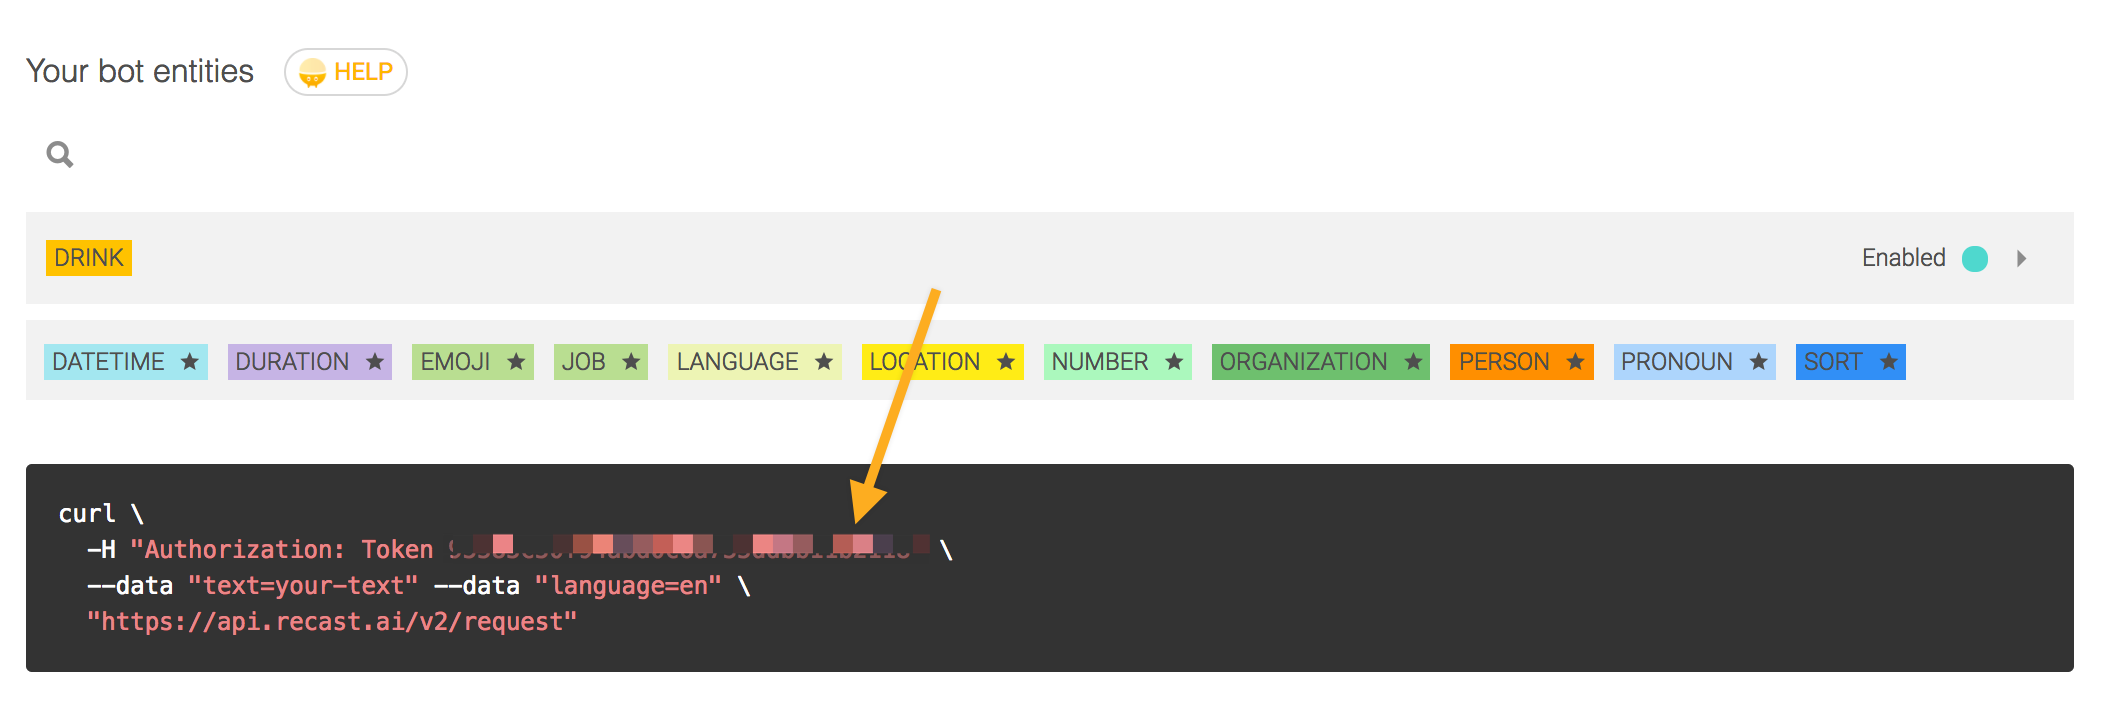 Your bot entities HELP
DRINK Enabled
DATETIME ★ DURATION ★ EMOJI ★ JOB ★ LANGUAGE ★ LOCATION ★ NUMBER ★ ORGANIZATION ★ PERSON ★ PRONOUN ★ SORT ★
curl \
-H "Authorization: Token \
--data "text=your-text" --data "language=en" \
"https://api.recast.ai/v2/request"